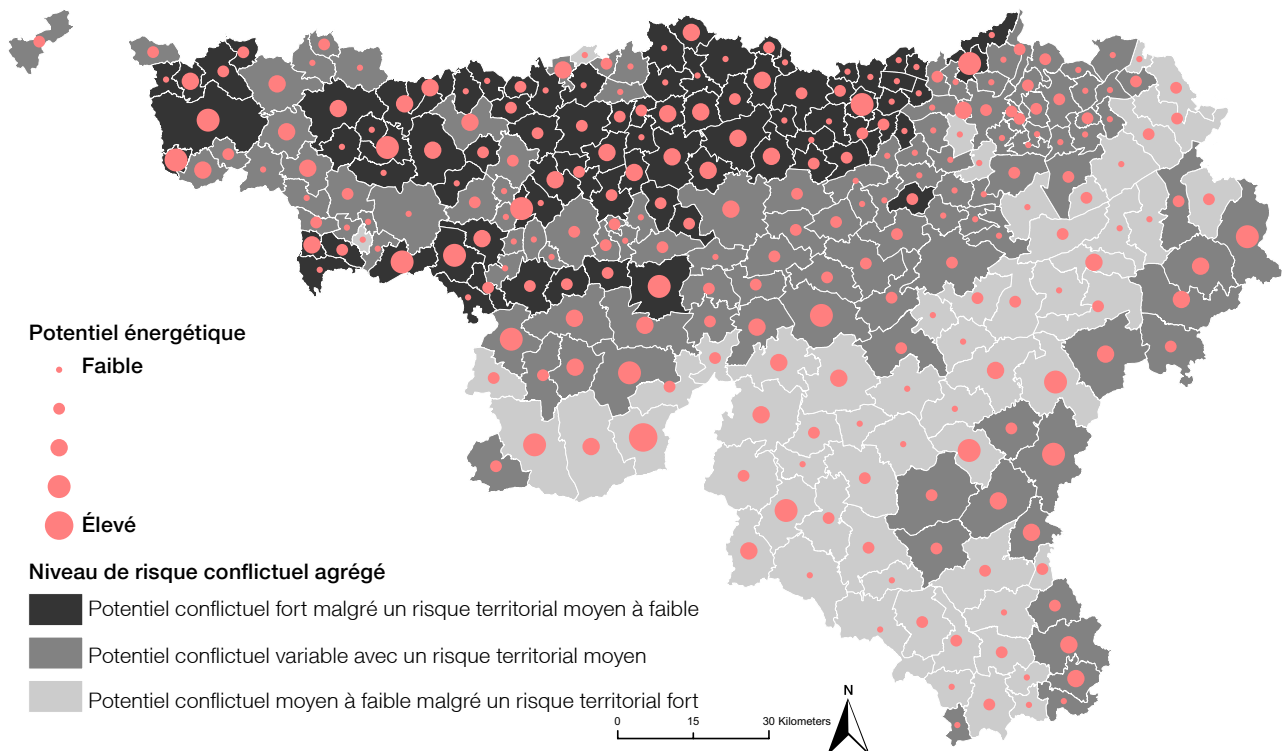 Potentiel énergétique
Faible
Élevé
Niveau de risque conflictuel agrégé
Potentiel conflictuel fort malgré un risque territorial moyen à faible
Potentiel conflictuel variable avec un risque territorial moyen
Potentiel conflictuel moyen à faible malgré un risque territorial fort
0 15 30 Kilometers
N